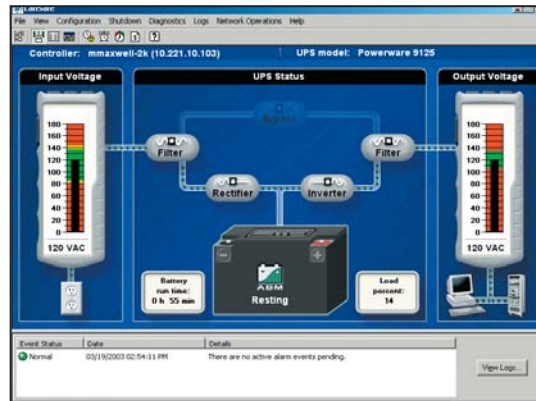 LanSafe
File View Configuration Shutdown Diagnostics Logs Network Operations Help
Controller: mmaxwell-2k (10.221.10.103) UPS model: Powerware 9125
Input Voltage
180
160
140
120
100
80
60
40
20
0
120 VAC
UPS Status
Bypass
Filter
Filter
Rectifier
Inverter
ABM
Resting
Battery
run time:
0 h 55 min
Load
percent:
14
Output Voltage
180
160
140
120
100
80
60
40
20
0
120 VAC
Event Status Date Details
Normal 03/19/2003 02:54:11 PM There are no active alarm events pending.
View Logs...